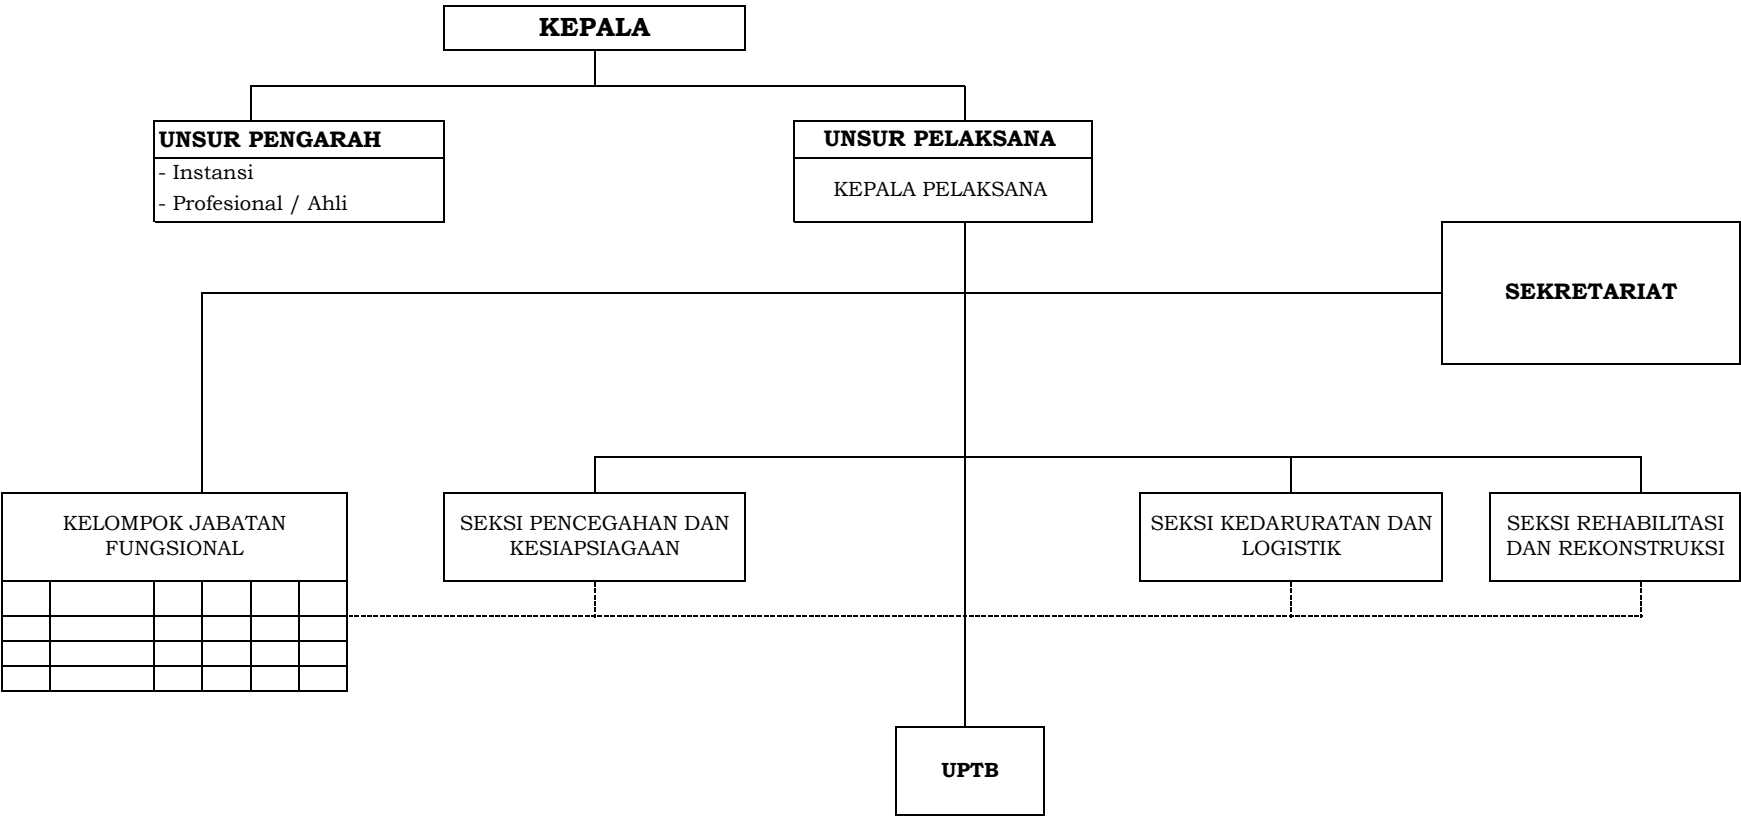 KEPALA
UNSUR PENGARAH
- Instansi
- Profesional / Ahli
UNSUR PELAKSANA
KEPALA PELAKSANA
SEKRETARIAT
KELOMPOK JABATAN
FUNGSIONAL
SEKSI PENCEGAHAN DAN
KESIAPSIAGAAN
SEKSI KEDARURATAN DAN
LOGISTIK
SEKSI REHABILITASI
DAN REKONSTRUKSI
UPTB